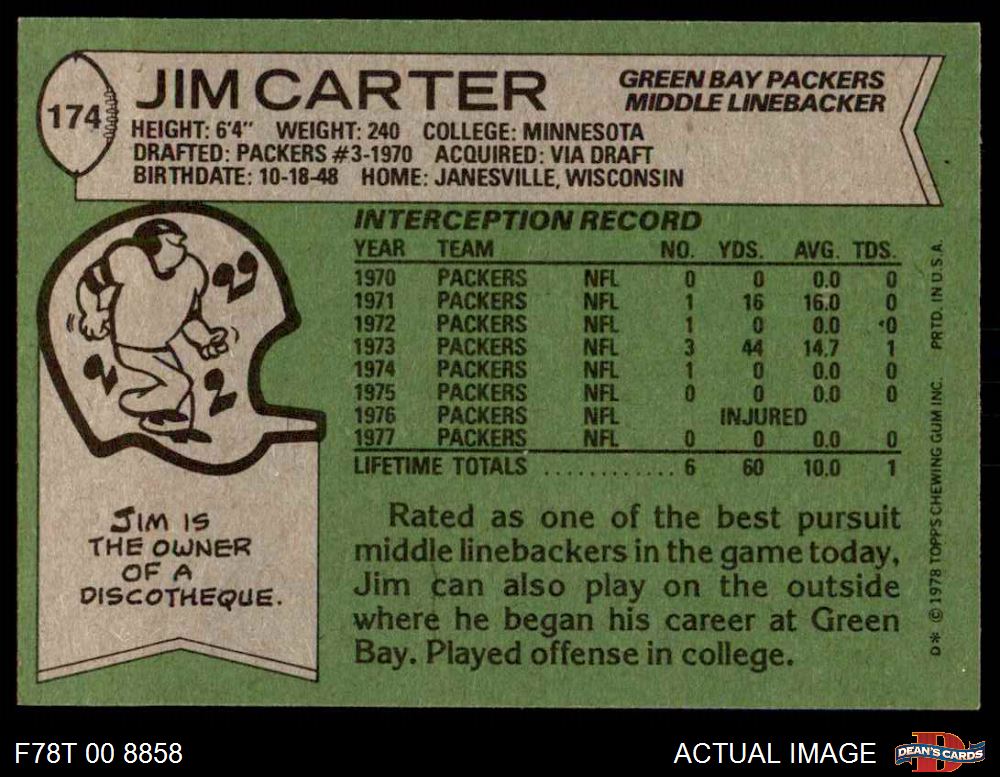 174
JIM CARTER
GREEN BAY PACKERS
MIDDLE LINEBACKER
HEIGHT: 6'4" WEIGHT: 240 COLLEGE: MINNESOTA
DRAFTED: PACKERS #3-1970 ACQUIRED: VIA DRAFT
BIRTHDATE: 10-18-48 HOME: JANESVILLE, WISCONSIN
INTERCEPTION RECORD
YEAR TEAM NO. YDS. AVG. TDS.
1970 PACKERS NFL 0 0 0.0 0
1971 PACKERS NFL 1 16 16.0 0
1972 PACKERS NFL 1 0 0.0 0
1973 PACKERS NFL 3 44 14.7 1
1974 PACKERS NFL 1 0 0.0 0
1975 PACKERS NFL 0 0 0.0 0
1976 PACKERS NFL INJURED
1977 PACKERS NFL 0 0 0.0 0
LIFETIME TOTALS ............ 6 60 10.0 1
JIM IS
THE OWNER
OF A
DISCOTHEQUE.
Rated as one of the best pursuit
middle linebackers in the game today,
Jim can also play on the outside
where he began his career at Green
Bay. Played offense in college.
D* ©1978 TOPPS CHEWING GUM INC. PRTD. IN U.S.A.
F78T 00 8858
ACTUAL IMAGE
D
DEAN'S CARDS